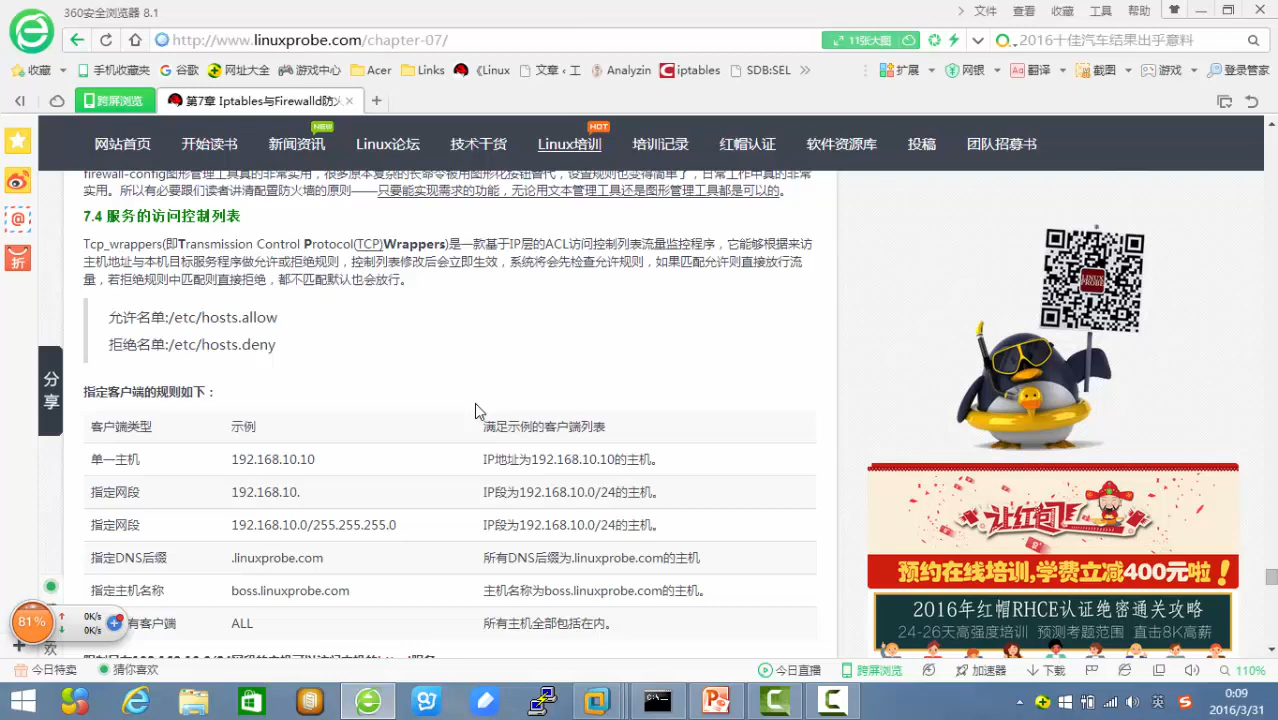 360安全浏览器 8.1
文件 查看 收藏 工具 帮助
http://www.linuxprobe.com/chapter-07/
11张大图
2016十佳汽车结果出乎意料
收藏 手机收藏夹 谷歌 网址大全 游戏中心 Acer Links 《Linux 文章‹工 Analyzin iptables SDB:SEL 扩展 网银 翻译 截图 游戏 登录管家
跨屏浏览 第7章 Iptables与Firewalld防火
NEW HOT
网站首页 开始读书 新闻资讯 Linux论坛 技术干货 Linux培训 培训记录 红帽认证 软件资源库 投稿 团队招募书
firewall-config图形管理工具真的非常实用，很多原本复杂的长命令被用图形化按钮替代，设置规则也变得简单了，日常工作中真的非常
实用。所以有必要跟们读者讲清配置防火墙的原则——只要能实现需求的功能，无论用文本管理工具还是图形管理工具都是可以的。
7.4 服务的访问控制列表
Tcp_wrappers(即Transmission Control Protocol(TCP)Wrappers)是一款基于IP层的ACL访问控制列表流量监控程序，它能够根据来访
主机地址与本机目标服务程序做允许或拒绝规则，控制列表修改后会立即生效，系统将会先检查允许规则，如果匹配允许则直接放行流
量，若拒绝规则中匹配则直接拒绝，都不匹配默认也会放行。
允许名单:/etc/hosts.allow
拒绝名单:/etc/hosts.deny
指定客户端的规则如下：
客户端类型 示例 满足示例的客户端列表
单一主机 192.168.10.10 IP地址为192.168.10.10的主机。
指定网段 192.168.10. IP段为192.168.10.0/24的主机。
指定网段 192.168.10.0/255.255.255.0 IP段为192.168.10.0/24的主机。
指定DNS后缀 .linuxprobe.com 所有DNS后缀为.linuxprobe.com的主机
指定主机名称 boss.linuxprobe.com 主机名称为boss.linuxprobe.com的主机。
有客户端 ALL 所有主机全部包括在内。
分
享
折
LINUX
PROBE
让红包飞
预约在线培训,学费立减400元啦！
2016年红帽RHCE认证绝密通关攻略
24-26天高强度培训 预测考题范围 直击8K高薪
81% 0K/s
0K/s
欢
今日特卖 猜你喜欢 今日直播 跨屏浏览 加速器 下载 110%
英
0:09
2016/3/31